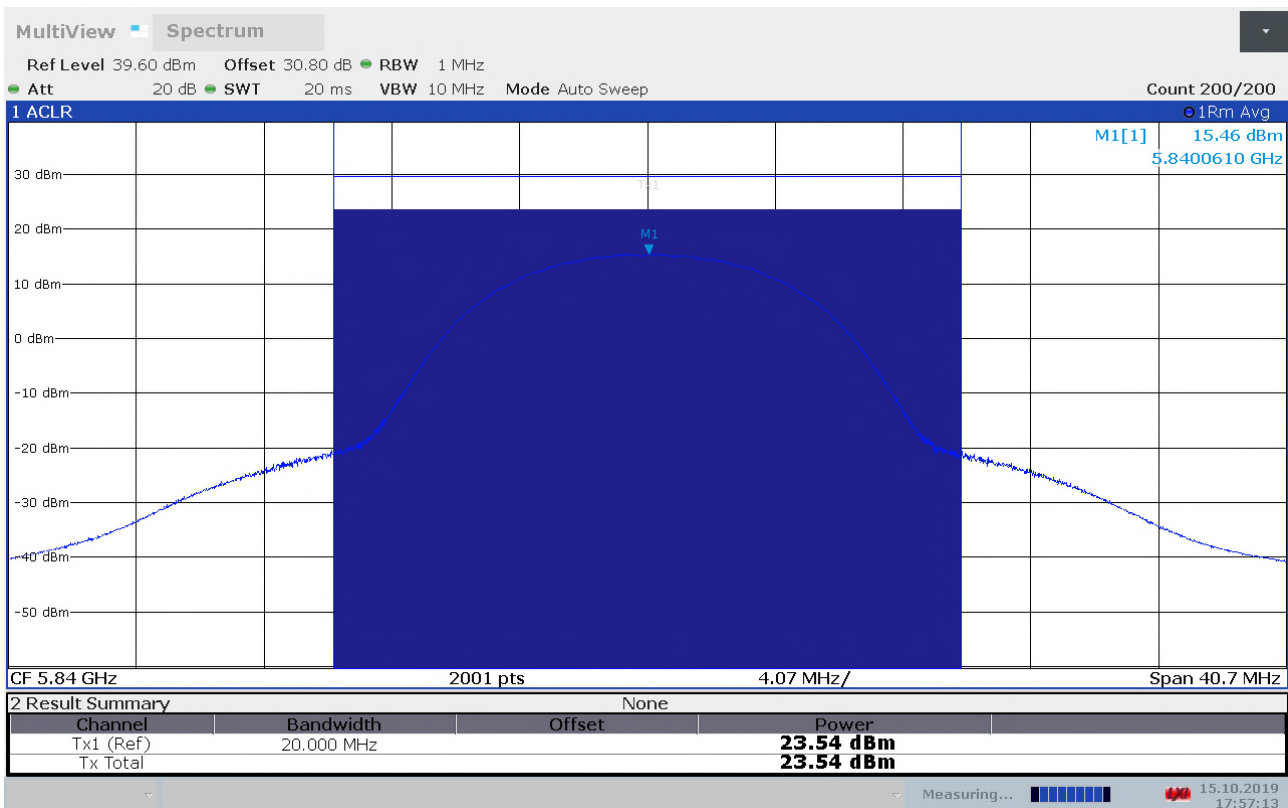 MultiView Spectrum
Ref Level 39.60 dBm Offset 30.80 dB RBW 1 MHz
Att 20 dB SWT 20 ms VBW 10 MHz Mode Auto Sweep Count 200/200
1 ACLR 1Rm Avg
M1[1] 15.46 dBm
5.8400610 GHz
30 dBm
Tx1
20 dBm
M1
10 dBm
0 dBm
-10 dBm
-20 dBm
-30 dBm
-40 dBm
-50 dBm
CF 5.84 GHz 2001 pts 4.07 MHz/ Span 40.7 MHz
2 Result Summary None
Channel Bandwidth Offset Power
Tx1 (Ref) 20.000 MHz 23.54 dBm
Tx Total 23.54 dBm
Measuring... 15.10.2019
17:57:13